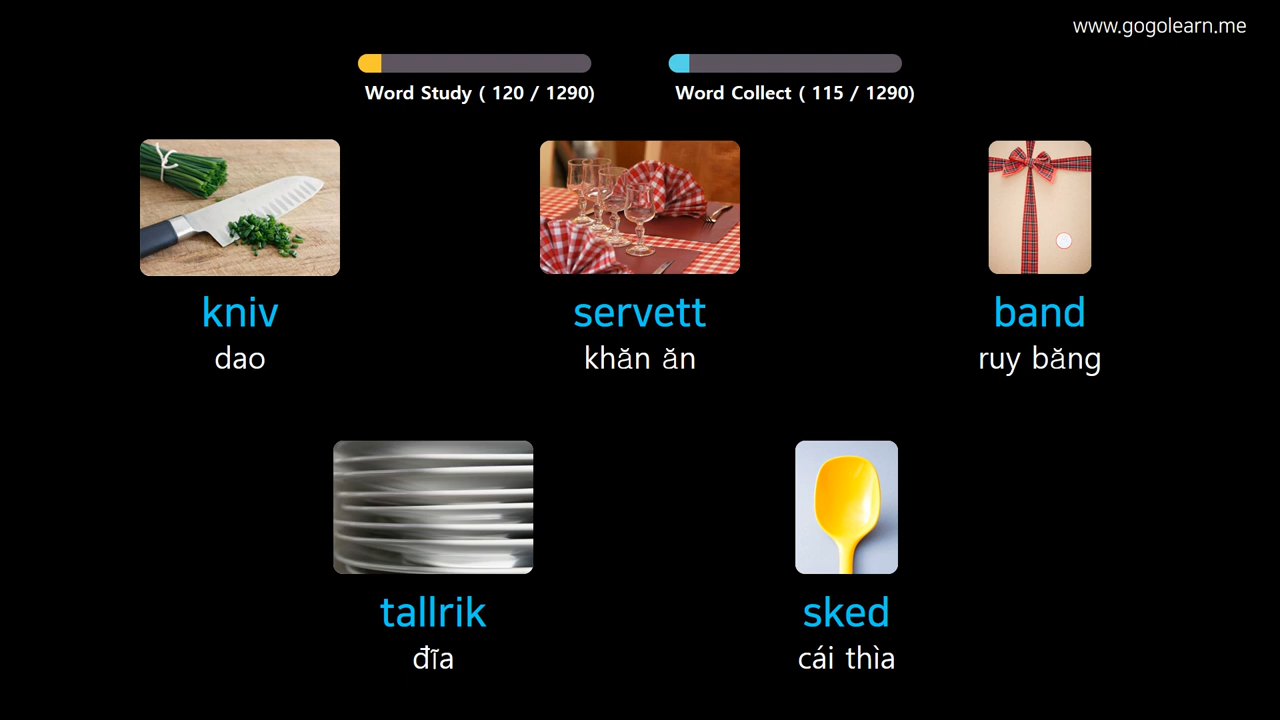 www.gogolearn.me
Word Study ( 120 / 1290)
Word Collect ( 115 / 1290)
kniv
dao
servett
khăn ăn
band
ruy băng
tallrik
đĩa
sked
cái thìa